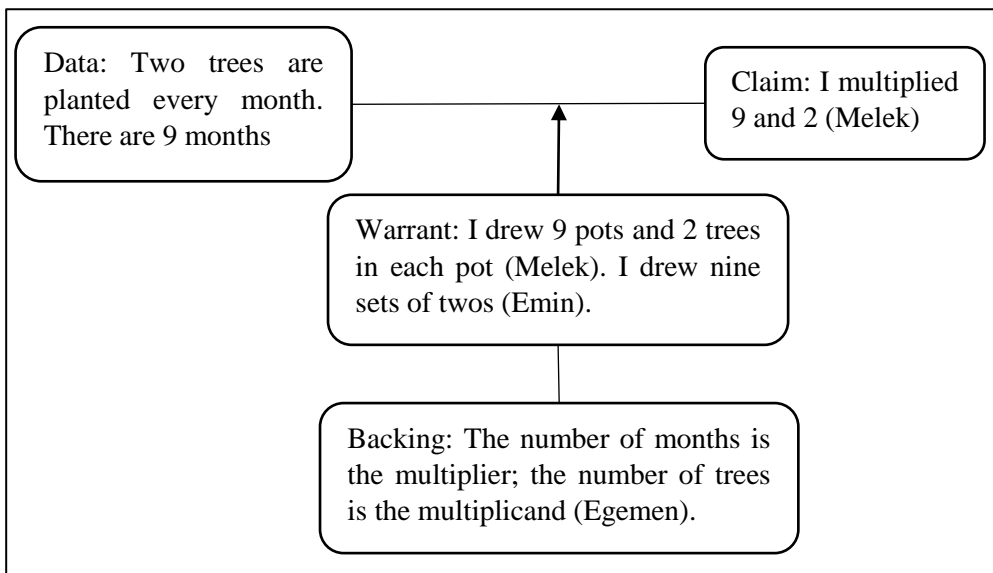 Data: Two trees are
planted every month.
There are 9 months
Claim: I multiplied
9 and 2 (Melek)
Warrant: I drew 9 pots and 2 trees
in each pot (Melek). I drew nine
sets of twos (Emin).
Backing: The number of months is
the multiplier; the number of trees
is the multiplicand (Egemen).